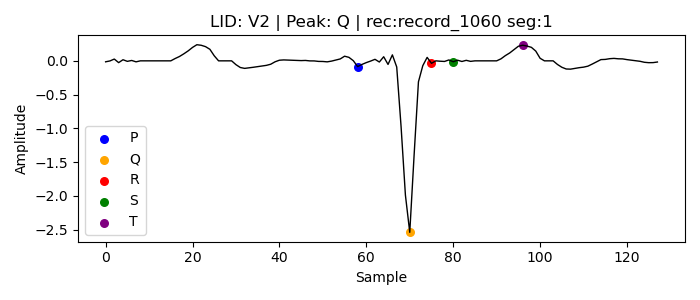 LID: V2 | Peak: Q | rec:record_1060 seg:1
Amplitude
0.0
−0.5
−1.0
−1.5
−2.0
−2.5
P
Q
R
S
T
0 20 40 60 80 100 120
Sample